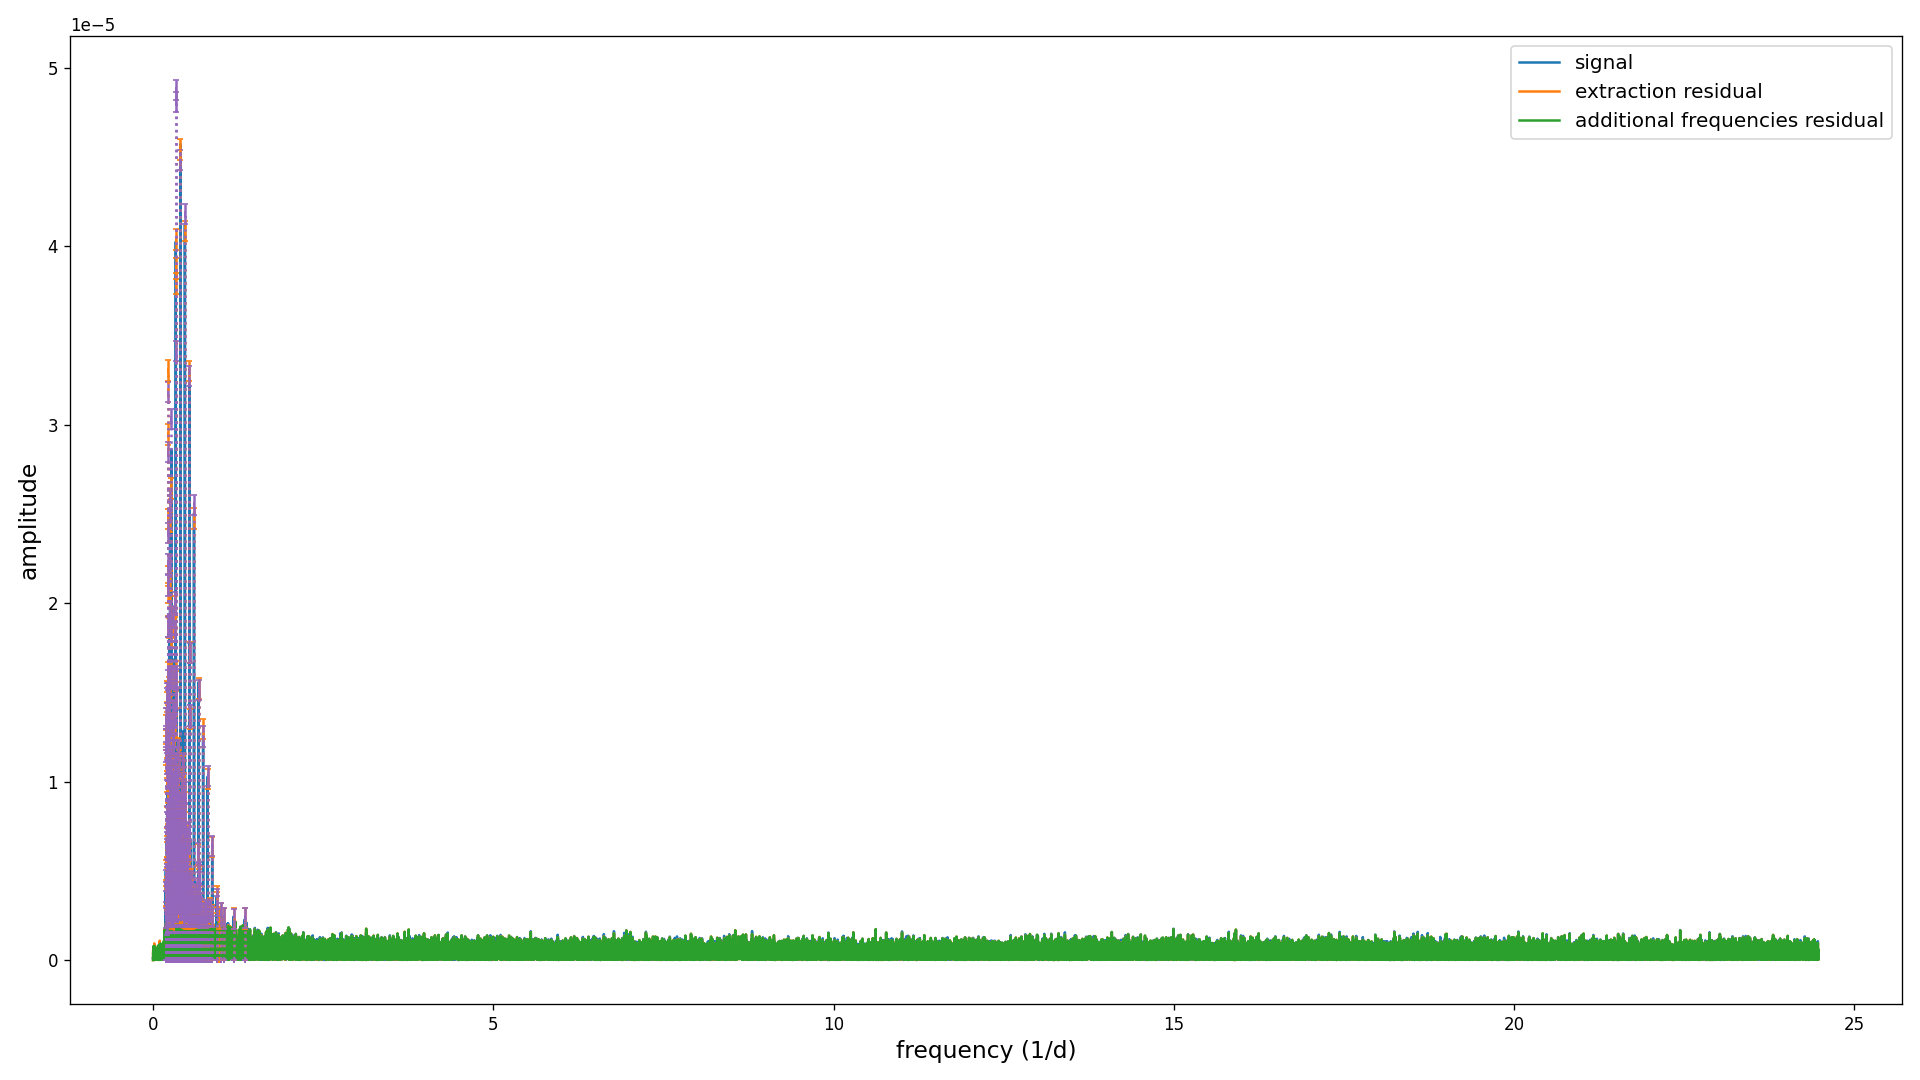 1e−5
5
4
3
2
1
0
amplitude
0
5
10
15
20
25
frequency (1/d)
signal
extraction residual
additional frequencies residual